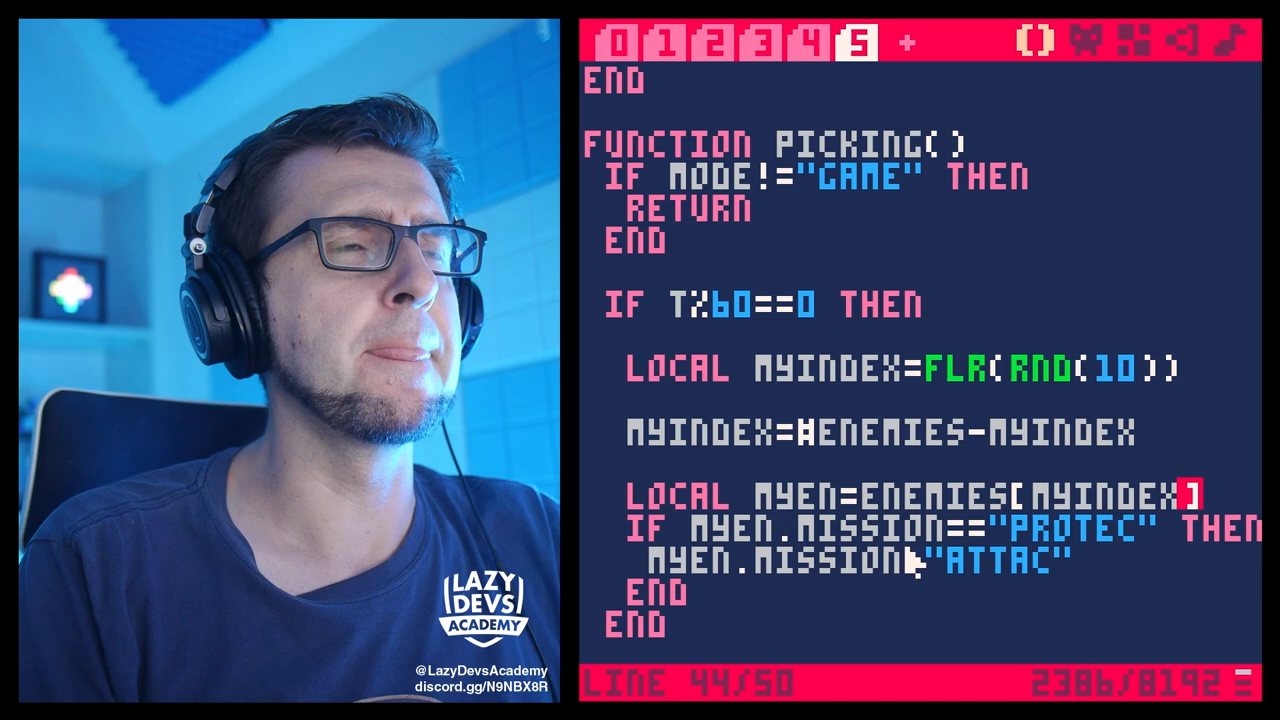 LAZY
DEVS
ACADEMY
@LazyDevsAcademy
discord.gg/N9NBX8R
0 1 2 3 4 5 +
END
FUNCTION PICKING()
IF MODE!="GAME" THEN
RETURN
END
IF T%60==0 THEN
LOCAL MYINDEX=FLR(RND(10))
MYINDEX=#ENEMIES-MYINDEX
LOCAL MYEN=ENEMIES[MYINDEX]
IF MYEN.MISSION=="PROTEC" THEN
MYEN.MISSION "ATTAC"
END
END
LINE 44/50
2386/8192